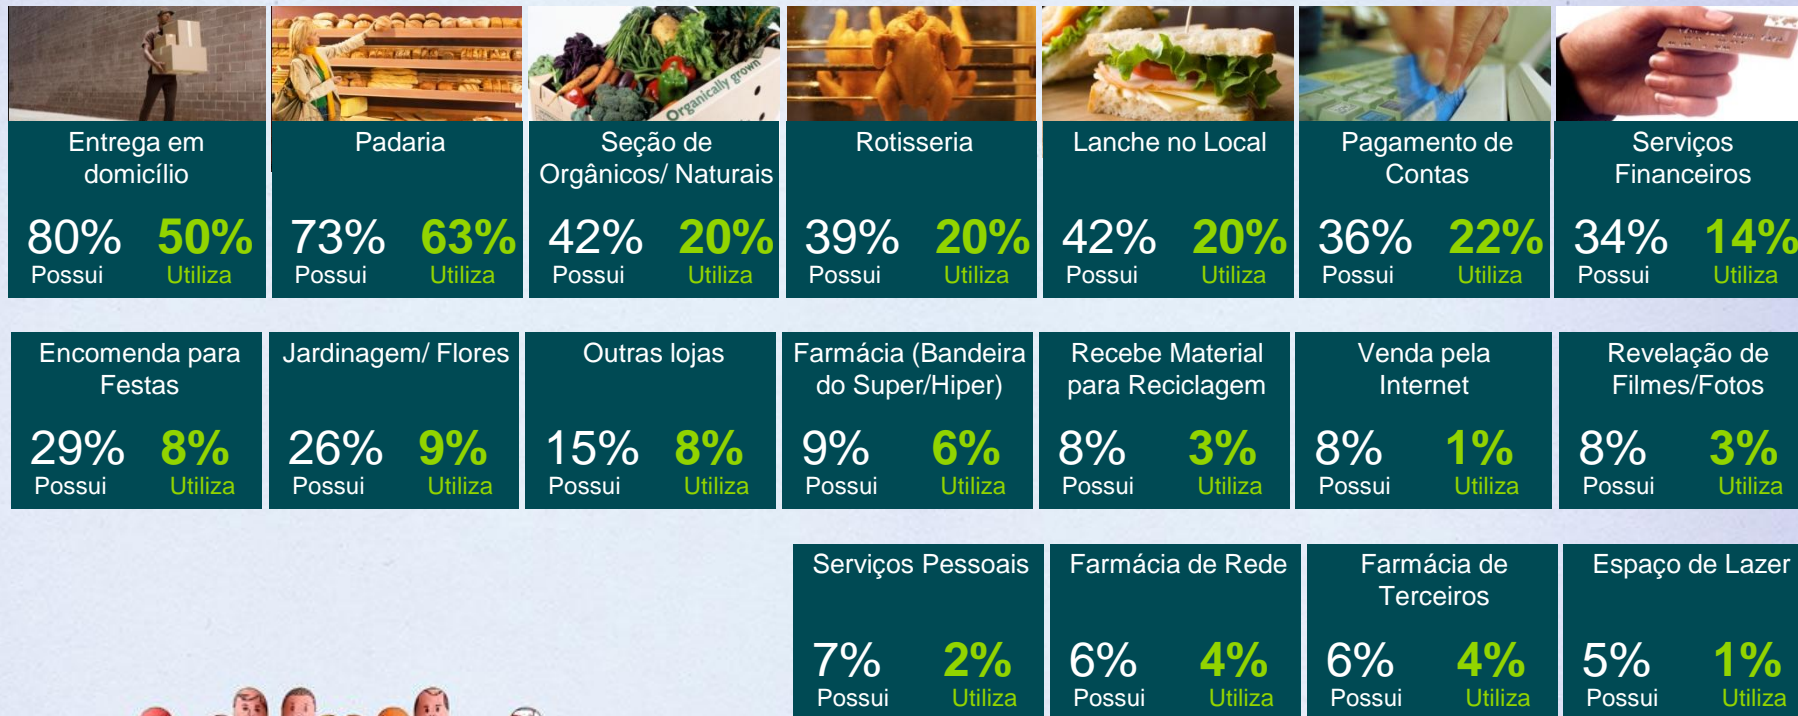 Organically grown
Entrega em
domicílio
80% 50%
Possui Utiliza
Padaria
73% 63%
Possui Utiliza
Seção de
Orgânicos/ Naturais
42% 20%
Possui Utiliza
Rotisseria
39% 20%
Possui Utiliza
Lanche no Local
42% 20%
Possui Utiliza
Pagamento de
Contas
36% 22%
Possui Utiliza
Serviços
Financeiros
34% 14%
Possui Utiliza
Encomenda para
Festas
29% 8%
Possui Utiliza
Jardinagem/ Flores
26% 9%
Possui Utiliza
Outras lojas
15% 8%
Possui Utiliza
Farmácia (Bandeira
do Super/Hiper)
9% 6%
Possui Utiliza
Recebe Material
para Reciclagem
8% 3%
Possui Utiliza
Venda pela
Internet
8% 1%
Possui Utiliza
Revelação de
Filmes/Fotos
8% 3%
Possui Utiliza
Serviços Pessoais
7% 2%
Possui Utiliza
Farmácia de Rede
6% 4%
Possui Utiliza
Farmácia de
Terceiros
6% 4%
Possui Utiliza
Espaço de Lazer
5% 1%
Possui Utiliza